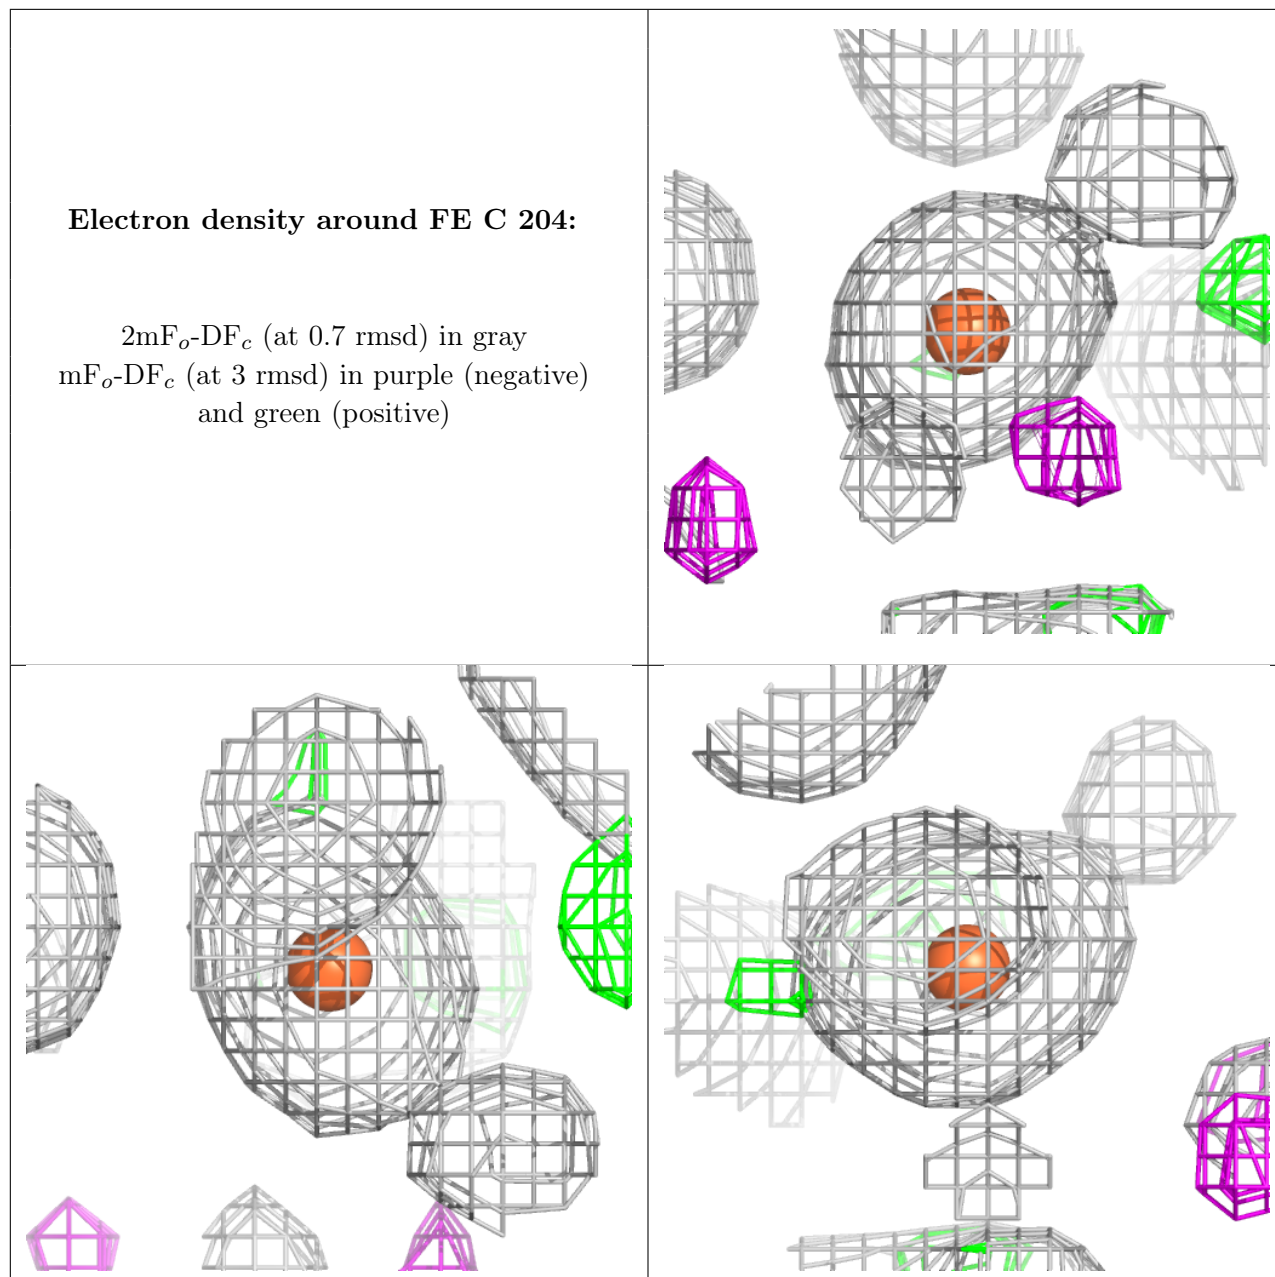 Electron density around FE C 204:
2mFo-DFc (at 0.7 rmsd) in gray
mFo-DFc (at 3 rmsd) in purple (negative)
and green (positive)